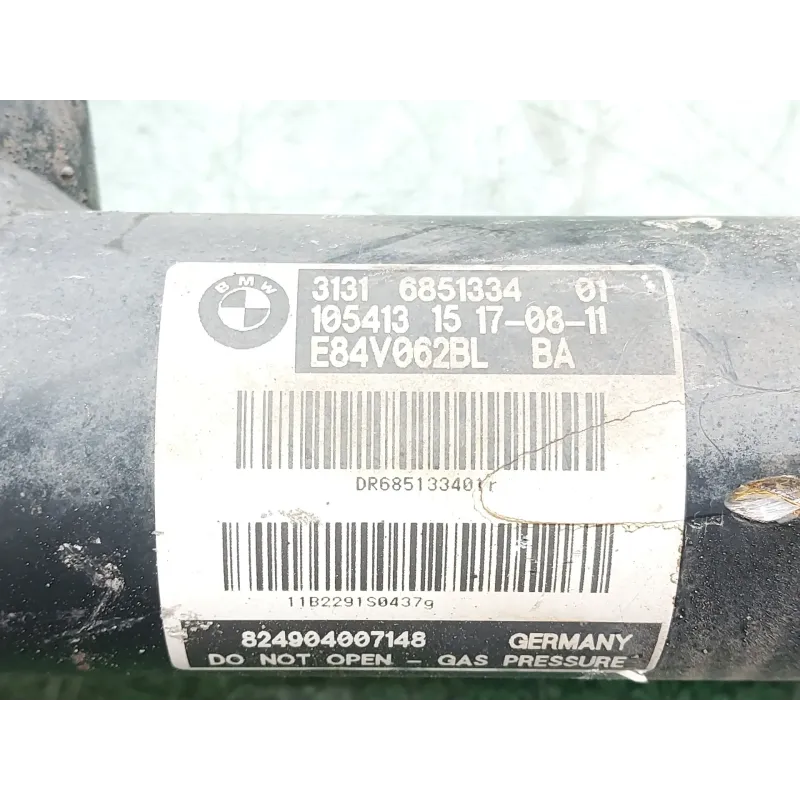 BMW
3131 6851334 01
105413 15 17-08-11
E84V062BL BA
DR685133401r
11B2291S0437g
824904007148 GERMANY
DO NOT OPEN - GAS PRESSURE